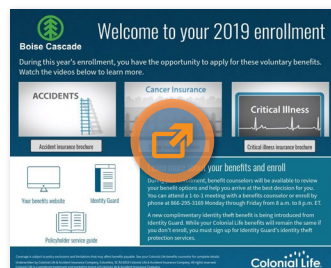 Boise Cascade
Welcome to your 2019 enrollment
During this year's enrollment, you have the opportunity to apply for these voluntary benefits.
Watch the videos below to learn more.
ACCIDENTS
Cancer Insurance
Critical Illness
Accident insurance brochure
Critical illness insurance brochure
Your benefits website
Identity Guard
Policyholder service guide
your benefits and enroll
enrollment, benefit counselors will be available to review
your benefit options and help you arrive at the best decision for you.
You can attend a 1-to-1 meeting with a benefits counselor or enroll by
phone at 866-295-3169 Monday through Friday from 8 a.m. to 8 p.m. ET.
A new complimentary identity theft benefit is being introduced from
Identity Guard. While your Colonial Life benefits will remain the same if
you don't enroll, you must sign up for Identity Guard's identity theft
protection services.
Colonial Life